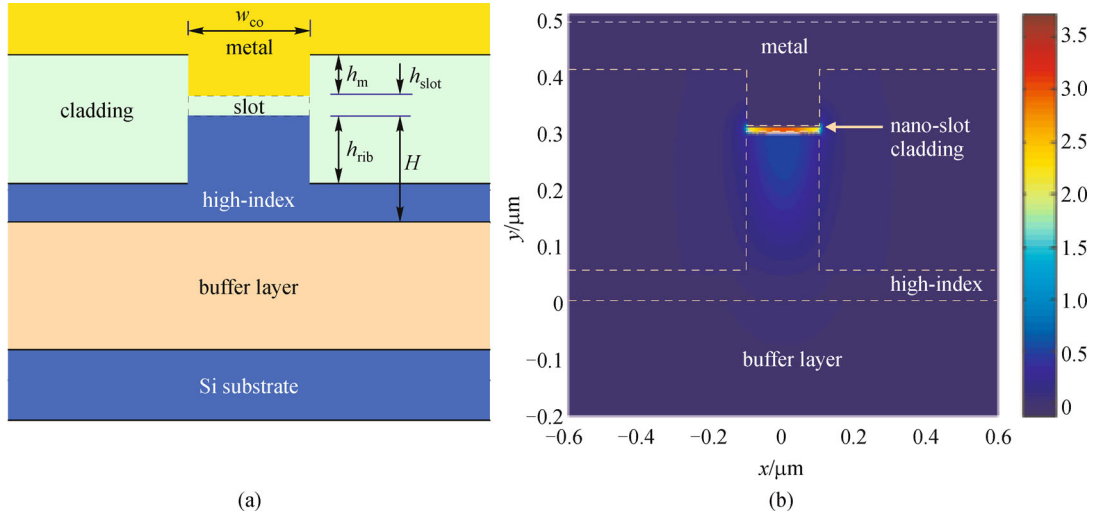 w_co
metal
h_m
h_slot
cladding
slot
h_rib
H
high-index
buffer layer
Si substrate
(a)
0.5
0.4
0.3
0.2
0.1
0
−0.1
−0.2
y/μm
metal
nano-slot
cladding
high-index
buffer layer
−0.6
−0.4
−0.2
0
0.2
0.4
0.6
x/μm
3.5
3.0
2.5
2.0
1.5
1.0
0.5
0
(b)